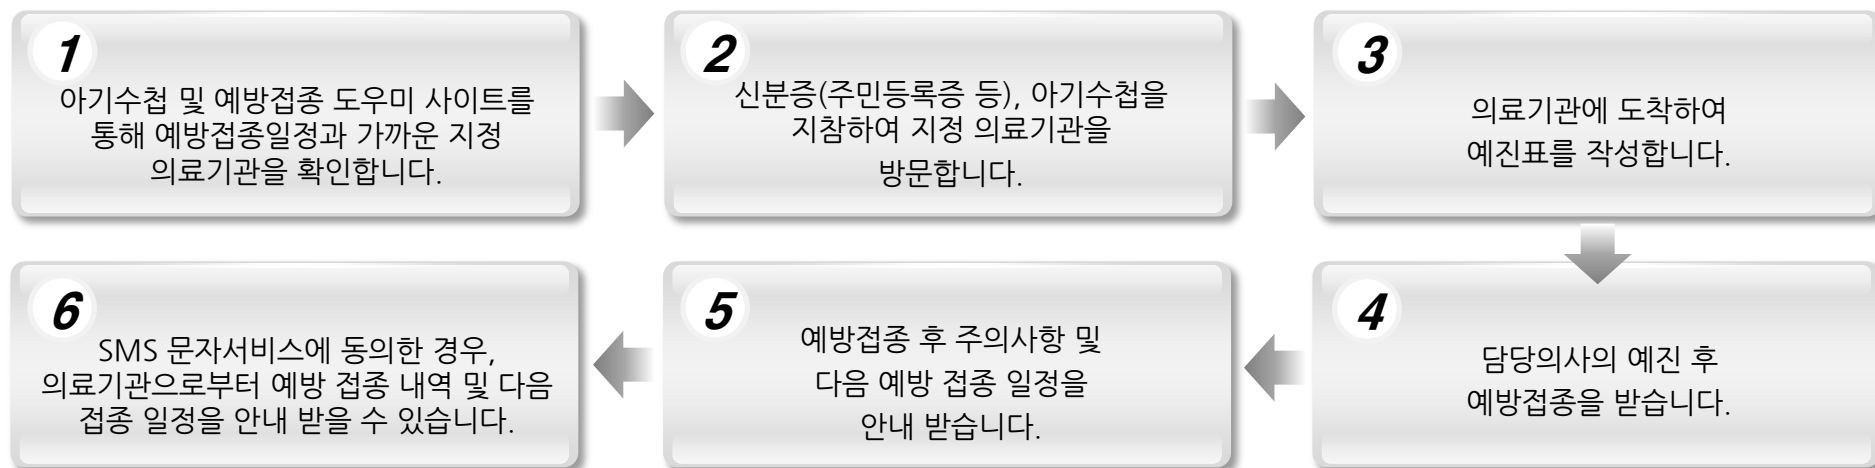 1
아기수첩 및 예방접종 도우미 사이트를
통해 예방접종일정과 가까운 지정
의료기관을 확인합니다.
2
신분증(주민등록증 등), 아기수첩을
지참하여 지정 의료기관을
방문합니다.
3
의료기관에 도착하여
예진표를 작성합니다.
4
담당의사의 예진 후
예방접종을 받습니다.
5
예방접종 후 주의사항 및
다음 예방 접종 일정을
안내 받습니다.
6
SMS 문자서비스에 동의한 경우,
의료기관으로부터 예방 접종 내역 및 다음
접종 일정을 안내 받을 수 있습니다.